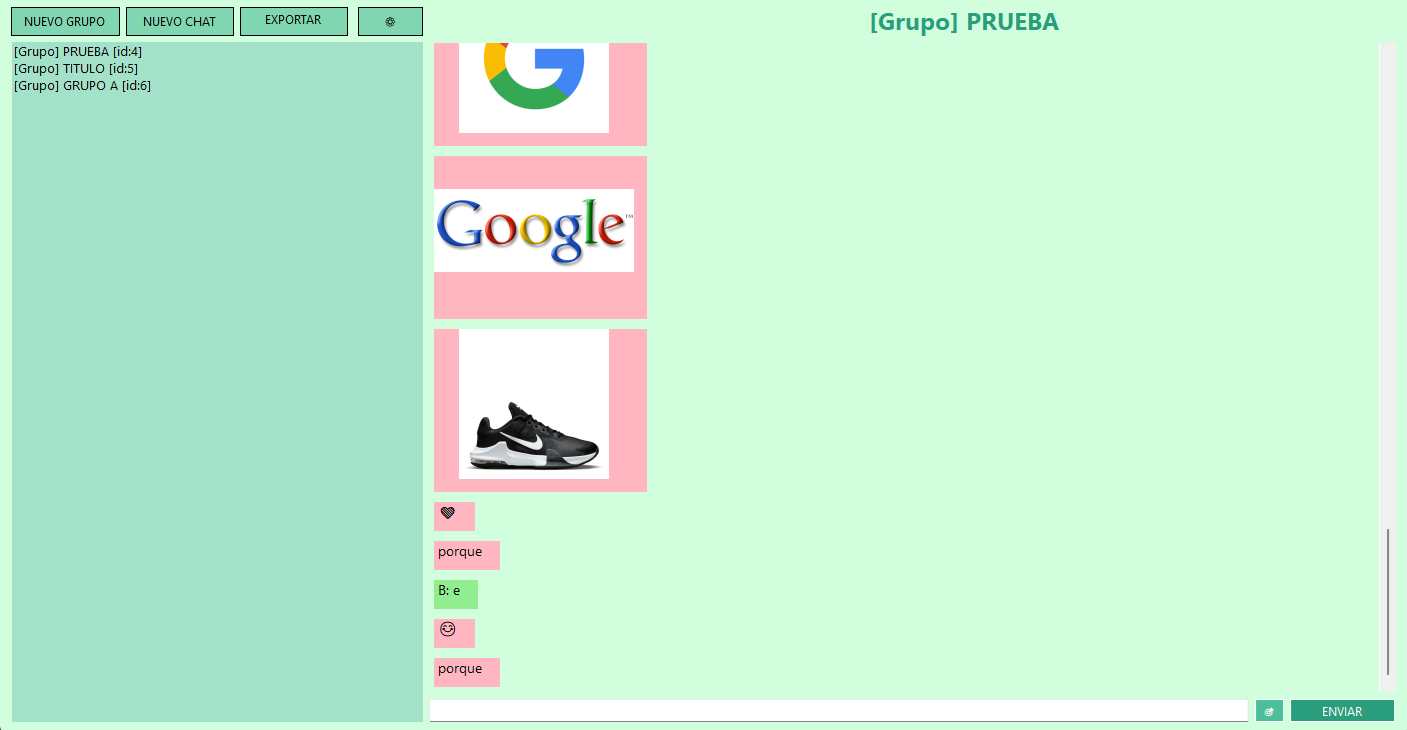 NUEVO GRUPO NUEVO CHAT EXPORTAR
[Grupo] PRUEBA
[Grupo] PRUEBA [id:4]
[Grupo] TITULO [id:5]
[Grupo] GRUPO A [id:6]
G
Google™
porque
B: e
porque
ENVIAR